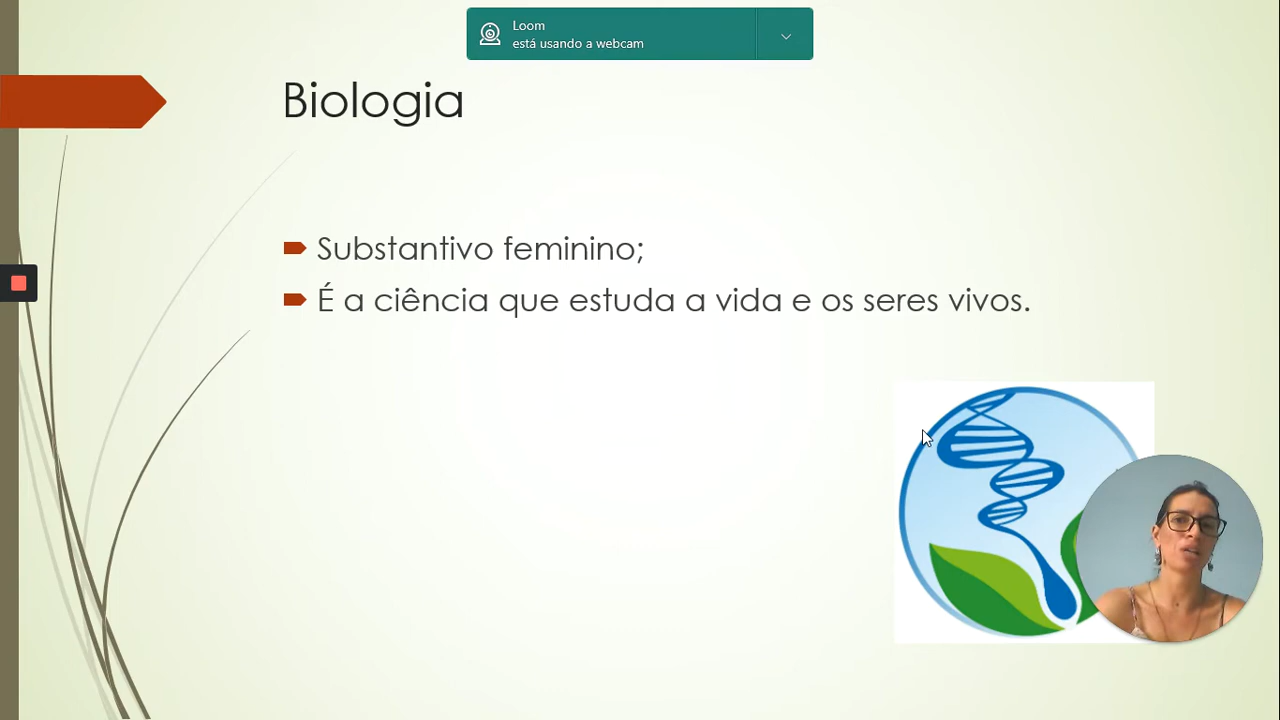 Loom
está usando a webcam
Biologia
Substantivo feminino;
É a ciência que estuda a vida e os seres vivos.